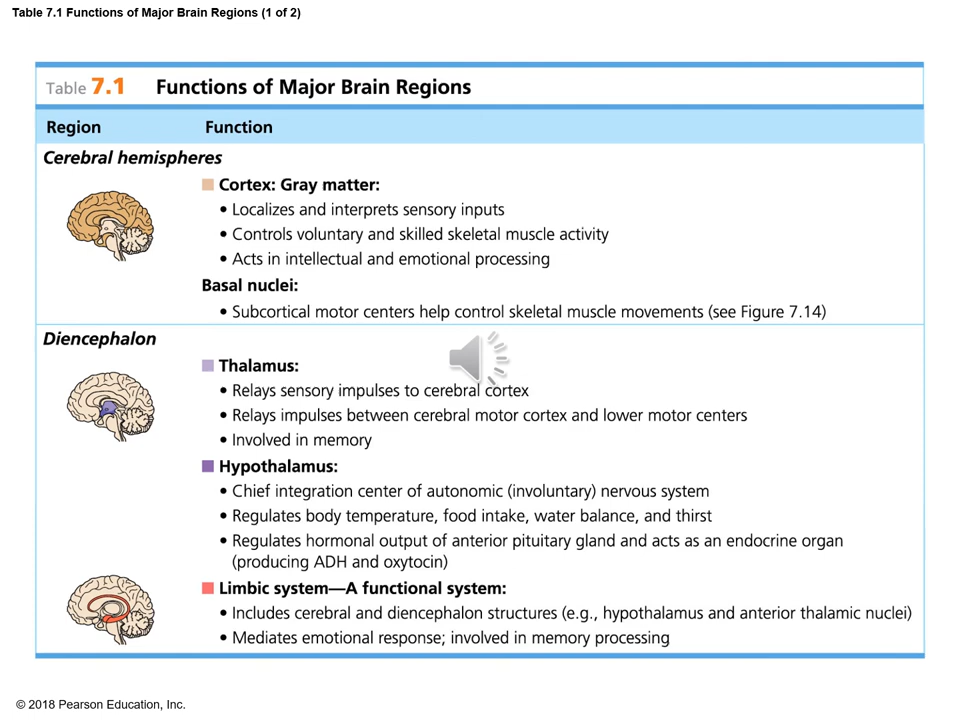 Table 7.1 Functions of Major Brain Regions (1 of 2)
Table 7.1 Functions of Major Brain Regions
Region Function
Cerebral hemispheres
Cortex: Gray matter:
• Localizes and interprets sensory inputs
• Controls voluntary and skilled skeletal muscle activity
• Acts in intellectual and emotional processing
Basal nuclei:
• Subcortical motor centers help control skeletal muscle movements (see Figure 7.14)
Diencephalon
Thalamus:
• Relays sensory impulses to cerebral cortex
• Relays impulses between cerebral motor cortex and lower motor centers
• Involved in memory
Hypothalamus:
• Chief integration center of autonomic (involuntary) nervous system
• Regulates body temperature, food intake, water balance, and thirst
• Regulates hormonal output of anterior pituitary gland and acts as an endocrine organ
(producing ADH and oxytocin)
Limbic system—A functional system:
• Includes cerebral and diencephalon structures (e.g., hypothalamus and anterior thalamic nuclei)
• Mediates emotional response; involved in memory processing
© 2018 Pearson Education, Inc.